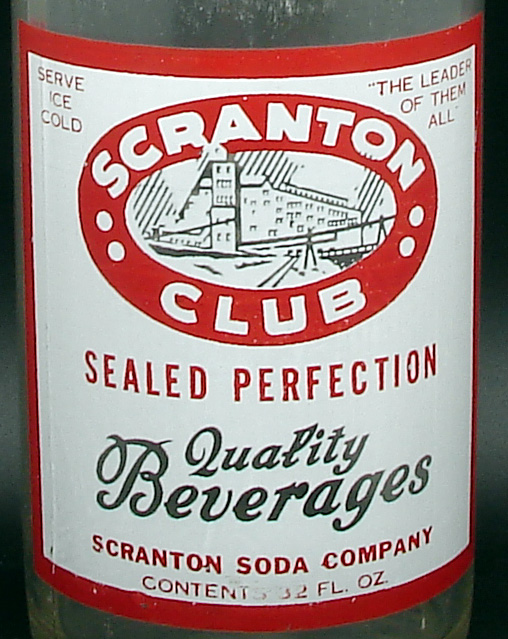 SERVE
ICE
COLD
"THE LEADER
OF THEM
ALL"
SCRANTON
CLUB
SEALED PERFECTION
Quality
Beverages
SCRANTON SODA COMPANY
CONTENTS 32 FL. OZ.